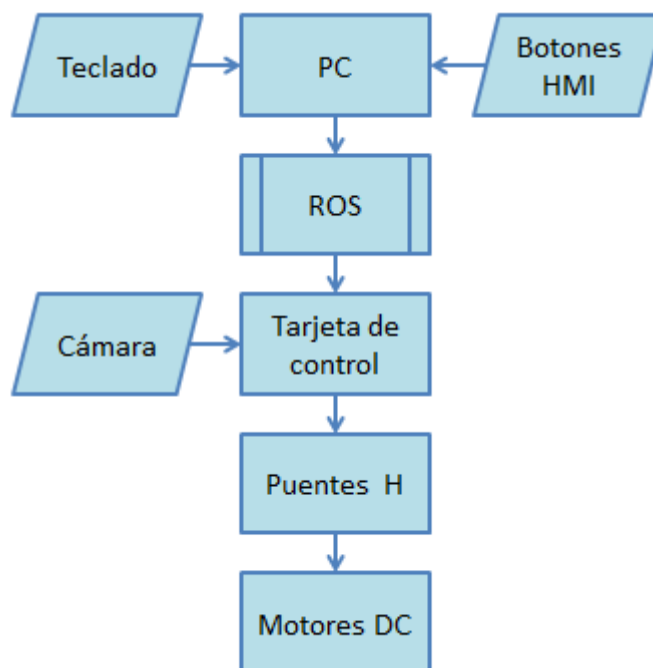 Teclado
PC
Botones
HMI
ROS
Cámara
Tarjeta de
control
Puentes H
Motores DC